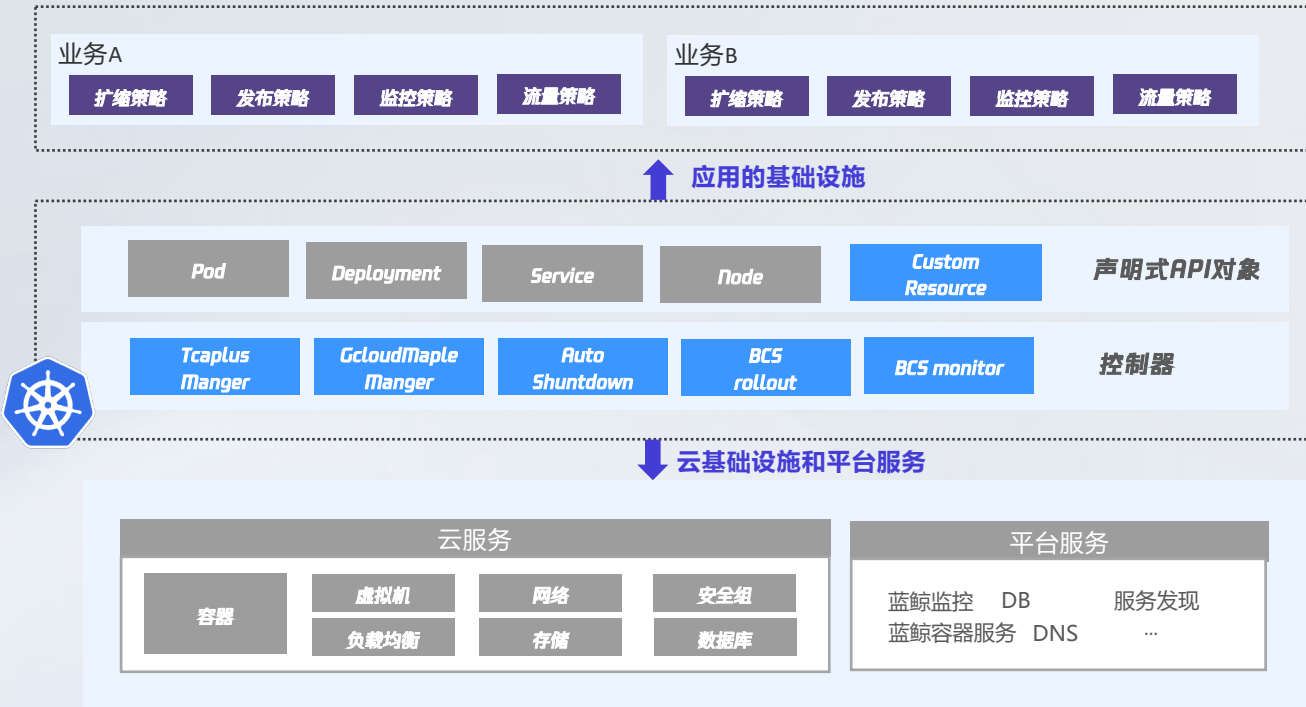 业务A
扩缩策略 发布策略 监控策略 流量策略
业务B
扩缩策略 发布策略 监控策略 流量策略
应用的基础设施
Pod
Deployment
Service
Node
Custom
Resource
声明式API对象
Tcaplus
Manger
GcloudMaple
Manger
Auto
Shuntdown
BCS
rollout
BCS monitor
控制器
云基础设施和平台服务
云服务
容器
虚拟机 网络 安全组
负载均衡 存储 数据库
平台服务
蓝鲸监控 DB 服务发现
蓝鲸容器服务 DNS ...